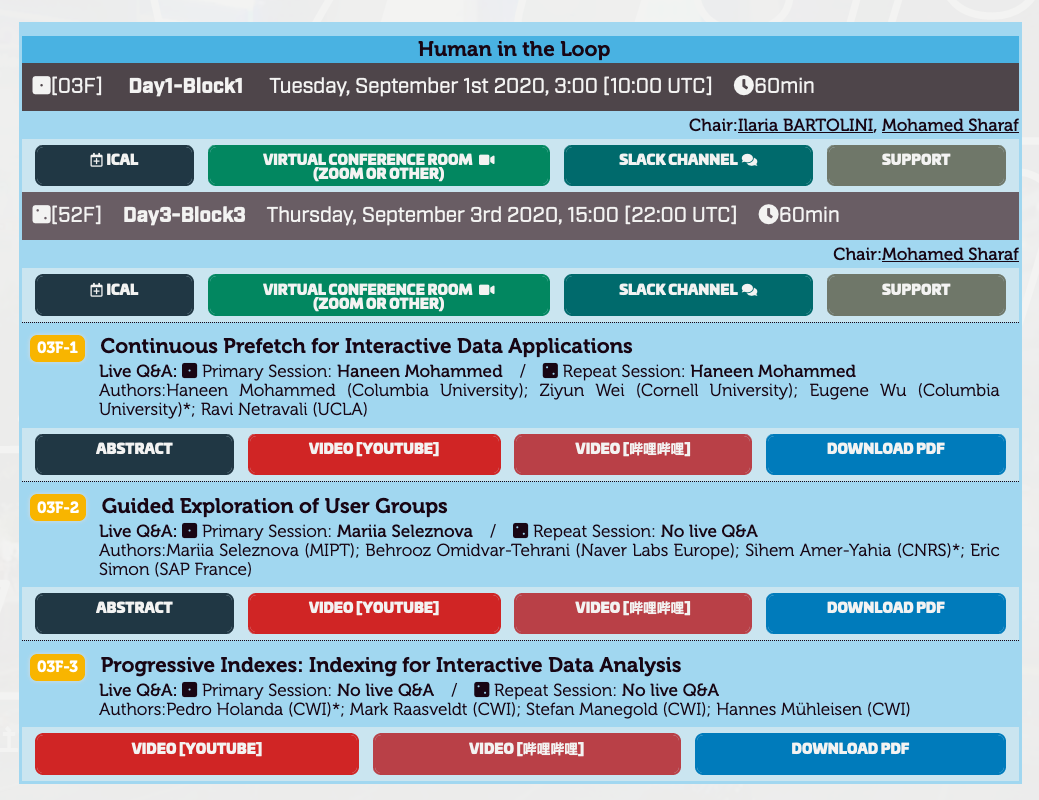 Human in the Loop
[03F] Day1-Block1 Tuesday, September 1st 2020, 3:00 [10:00 UTC] 60min
Chair:Ilaria BARTOLINI, Mohamed Sharaf
ICAL
VIRTUAL CONFERENCE ROOM
(ZOOM OR OTHER)
SLACK CHANNEL
SUPPORT
[52F] Day3-Block3 Thursday, September 3rd 2020, 15:00 [22:00 UTC] 60min
Chair:Mohamed Sharaf
ICAL
VIRTUAL CONFERENCE ROOM
(ZOOM OR OTHER)
SLACK CHANNEL
SUPPORT
03F-1 Continuous Prefetch for Interactive Data Applications
Live Q&A: Primary Session: Haneen Mohammed / Repeat Session: Haneen Mohammed
Authors:Haneen Mohammed (Columbia University); Ziyun Wei (Cornell University); Eugene Wu (Columbia
University)*; Ravi Netravali (UCLA)
ABSTRACT VIDEO [YOUTUBE] VIDEO [哔哩哔哩] DOWNLOAD PDF
03F-2 Guided Exploration of User Groups
Live Q&A: Primary Session: Mariia Seleznova / Repeat Session: No live Q&A
Authors:Mariia Seleznova (MIPT); Behrooz Omidvar-Tehrani (Naver Labs Europe); Sihem Amer-Yahia (CNRS)*; Eric
Simon (SAP France)
ABSTRACT VIDEO [YOUTUBE] VIDEO [哔哩哔哩] DOWNLOAD PDF
03F-3 Progressive Indexes: Indexing for Interactive Data Analysis
Live Q&A: Primary Session: No live Q&A / Repeat Session: No live Q&A
Authors:Pedro Holanda (CWI)*; Mark Raasveldt (CWI); Stefan Manegold (CWI); Hannes Mühleisen (CWI)
VIDEO [YOUTUBE] VIDEO [哔哩哔哩] DOWNLOAD PDF